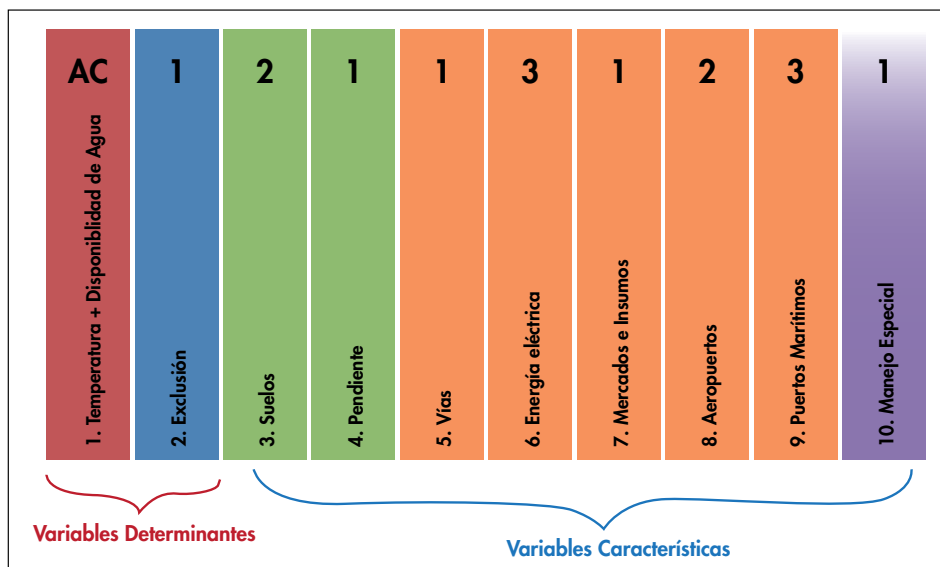 AC
1
2
1
1
3
1
2
3
1
1. Temperatura + Disponiblidad de Agua
2. Exclusión
3. Suelos
4. Pendiente
5. Vías
6. Energía eléctrica
7. Mercados e Insumos
8. Aeropuertos
9. Puertos Marítimos
10. Manejo Especial
Variables Determinantes
Variables Características